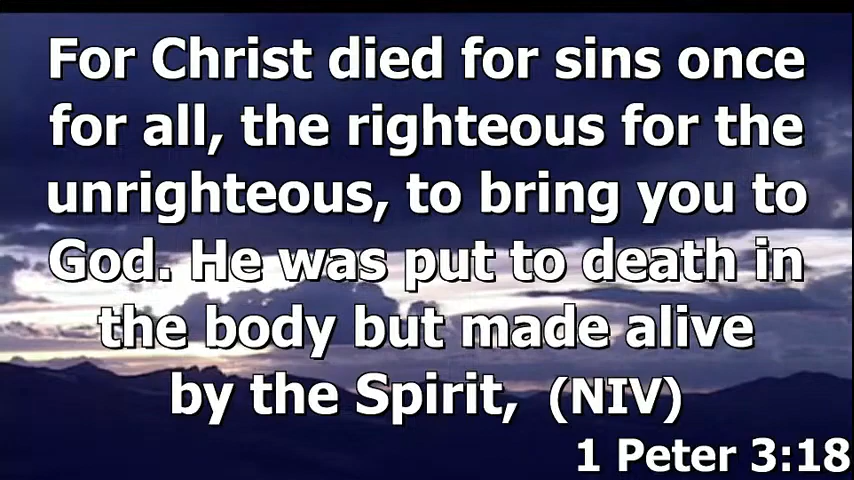 For Christ died for sins once
for all, the righteous for the
unrighteous, to bring you to
God. He was put to death in
the body but made alive
by the Spirit, (NIV)
1 Peter 3:18